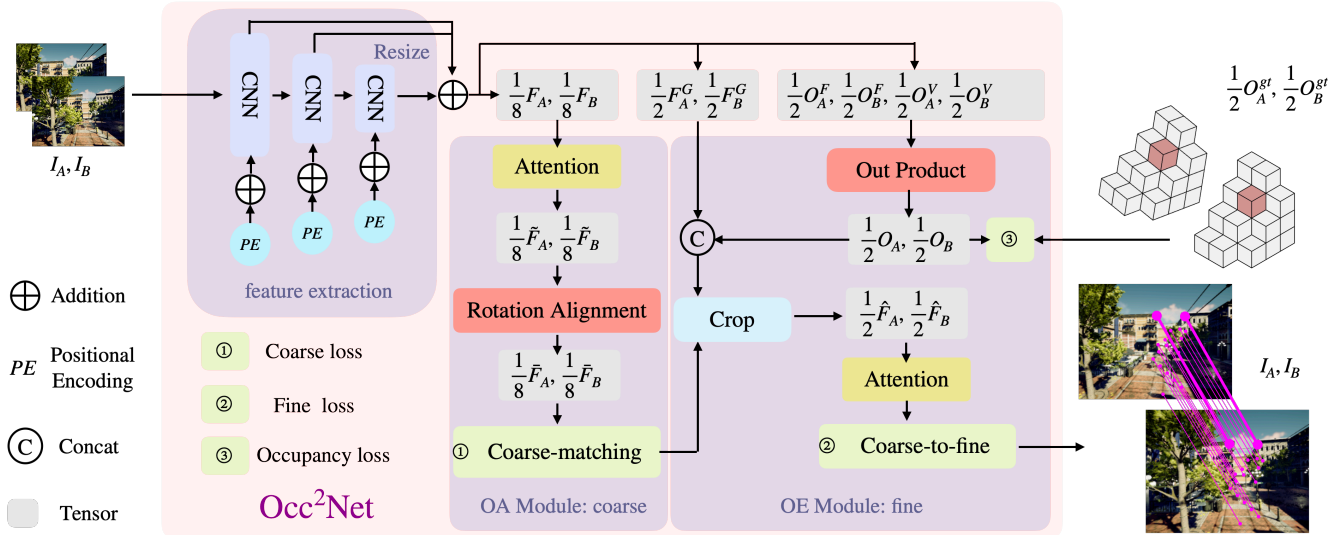 I_A, I_B
CNN
CNN
CNN
Resize
PE
PE
PE
feature extraction
1/8 F_A, 1/8 F_B
1/2 F_A^G, 1/2 F_B^G
1/2 O_A^F, 1/2 O_B^F, 1/2 O_A^V, 1/2 O_B^V
1/2 O_A^{gt}, 1/2 O_B^{gt}
Attention
Out Product
1/8 F̃_A, 1/8 F̃_B
C
1/2 O_A, 1/2 O_B
③
Rotation Alignment
Crop
1/2 F̂_A, 1/2 F̂_B
1/8 F̄_A, 1/8 F̄_B
Attention
① Coarse-matching
② Coarse-to-fine
OA Module: coarse
OE Module: fine
I_A, I_B
Addition
PE Positional
Encoding
C Concat
Tensor
① Coarse loss
② Fine loss
③ Occupancy loss
Occ²Net